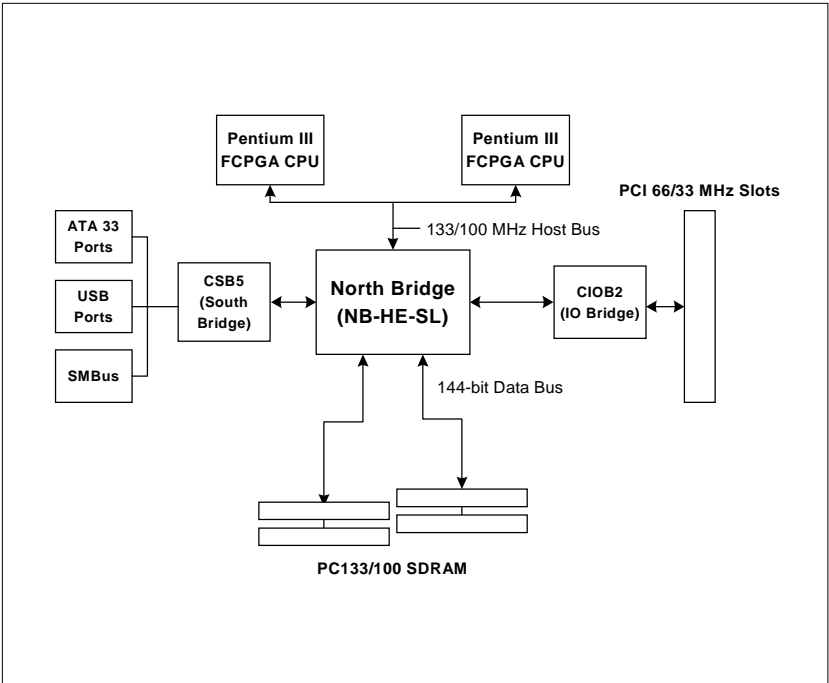 Pentium III
FCPGA CPU
Pentium III
FCPGA CPU
PCI 66/33 MHz Slots
133/100 MHz Host Bus
ATA 33
Ports
USB
Ports
SMBus
CSB5
(South
Bridge)
North Bridge
(NB-HE-SL)
CIOB2
(IO Bridge)
144-bit Data Bus
PC133/100 SDRAM